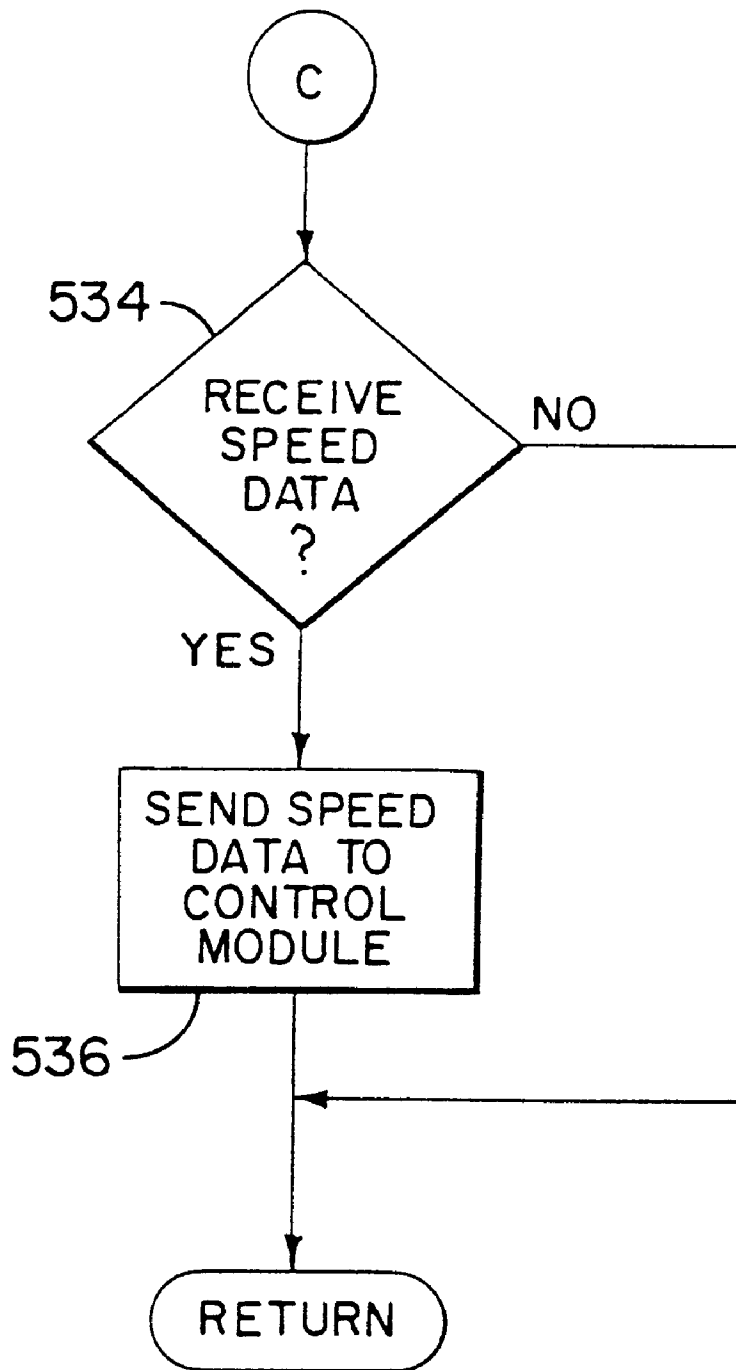 C
534
RECEIVE
SPEED
DATA
?
NO
YES
SEND SPEED
DATA TO
CONTROL
MODULE
536
RETURN